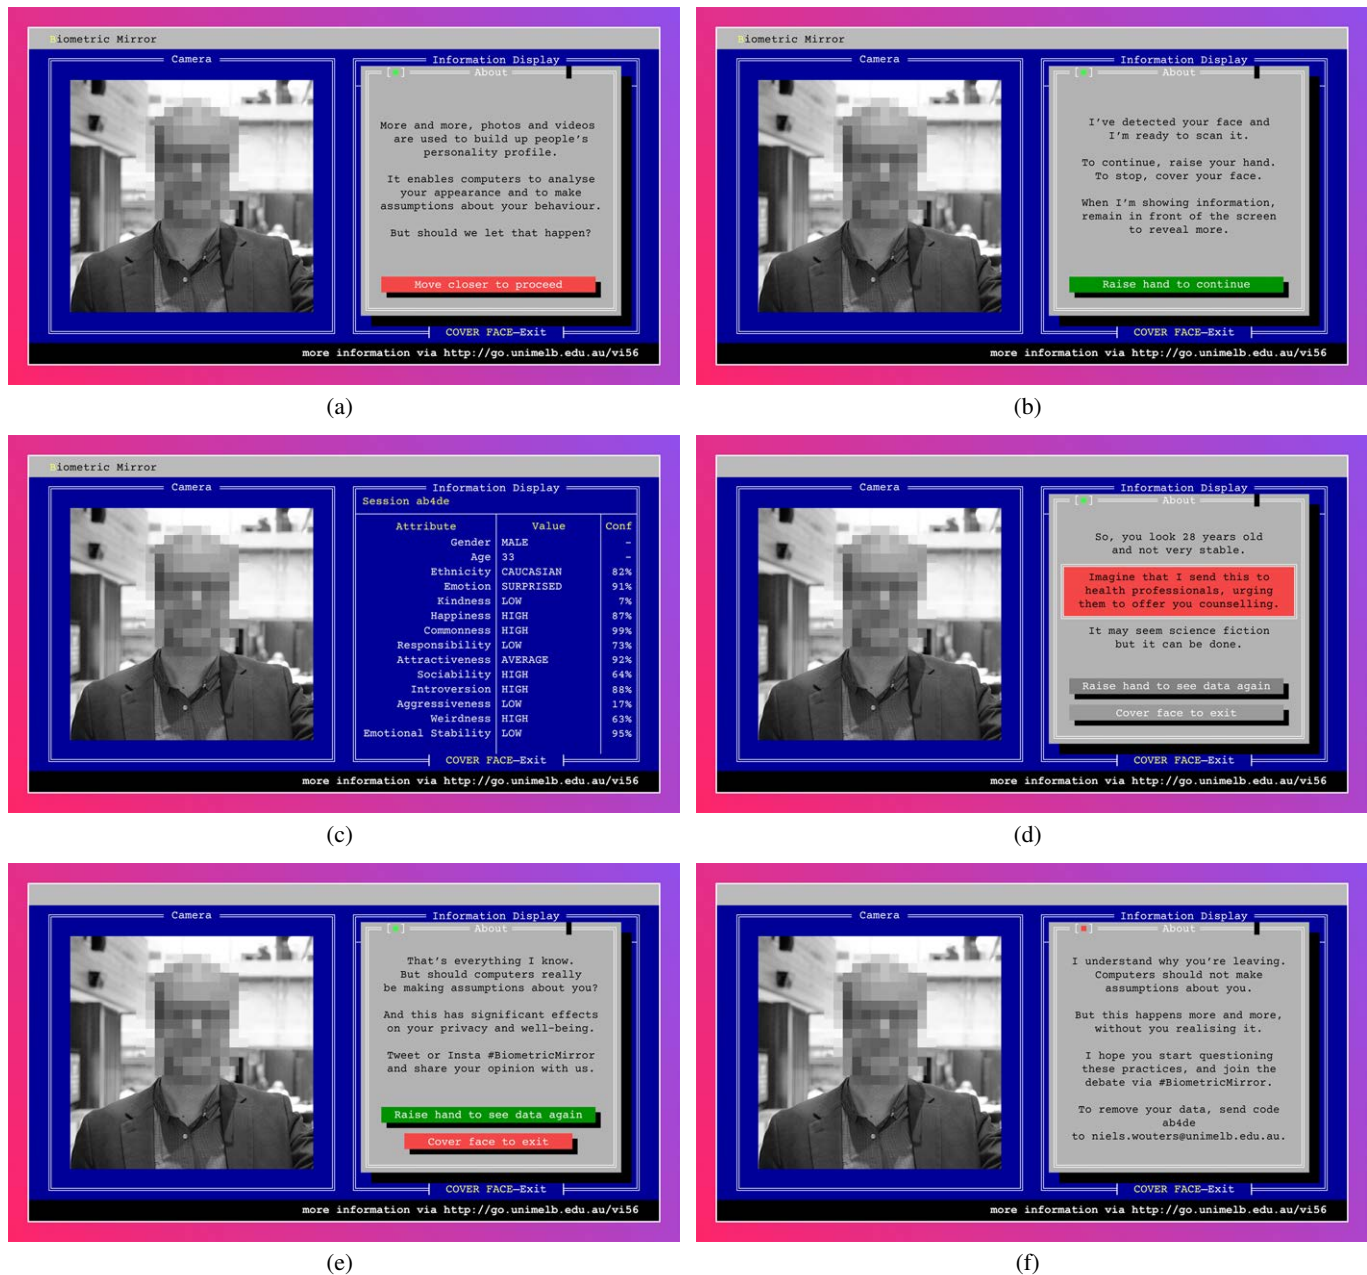 Biometric Mirror
Camera
Information Display
About
More and more, photos and videos
are used to build up people's
personality profile.
It enables computers to analyse
your appearance and to make
assumptions about your behaviour.
But should we let that happen?
Move closer to proceed
COVER FACE—Exit
more information via http://go.unimelb.edu.au/vi56
(a)
Biometric Mirror
Camera
Information Display
About
I've detected your face and
I'm ready to scan it.
To continue, raise your hand.
To stop, cover your face.
When I'm showing information,
remain in front of the screen
to reveal more.
Raise hand to continue
COVER FACE—Exit
more information via http://go.unimelb.edu.au/vi56
(b)
Biometric Mirror
Camera
Information Display
Session ab4de
Attribute Value Conf
Gender MALE –
Age 33 –
Ethnicity CAUCASIAN 82%
Emotion SURPRISED 91%
Kindness LOW 7%
Happiness HIGH 87%
Commonness HIGH 99%
Responsibility LOW 73%
Attractiveness AVERAGE 92%
Sociability HIGH 64%
Introversion HIGH 88%
Aggressiveness LOW 17%
Weirdness HIGH 63%
Emotional Stability LOW 95%
COVER FACE—Exit
more information via http://go.unimelb.edu.au/vi56
(c)
Camera
Information Display
About
So, you look 28 years old
and not very stable.
Imagine that I send this to
health professionals, urging
them to offer you counselling.
It may seem science fiction
but it can be done.
Raise hand to see data again
Cover face to exit
COVER FACE—Exit
more information via http://go.unimelb.edu.au/vi56
(d)
Camera
Information Display
About
That's everything I know.
But should computers really
be making assumptions about you?
And this has significant effects
on your privacy and well-being.
Tweet or Insta #BiometricMirror
and share your opinion with us.
Raise hand to see data again
Cover face to exit
COVER FACE—Exit
more information via http://go.unimelb.edu.au/vi56
(e)
Camera
Information Display
About
I understand why you're leaving.
Computers should not make
assumptions about you.
But this happens more and more,
without you realising it.
I hope you start questioning
these practices, and join the
debate via #BiometricMirror.
To remove your data, send code
ab4de
to niels.wouters@unimelb.edu.au.
COVER FACE—Exit
more information via http://go.unimelb.edu.au/vi56
(f)